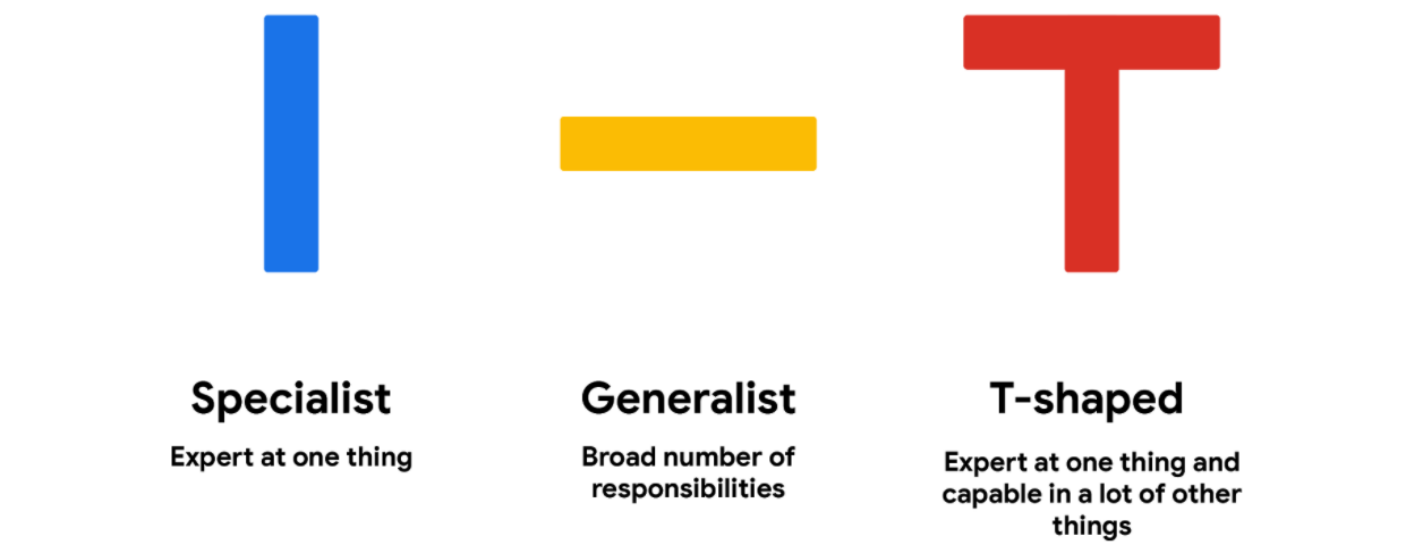 Specialist
Expert at one thing
Generalist
Broad number of
responsibilities
T-shaped
Expert at one thing and
capable in a lot of other
things